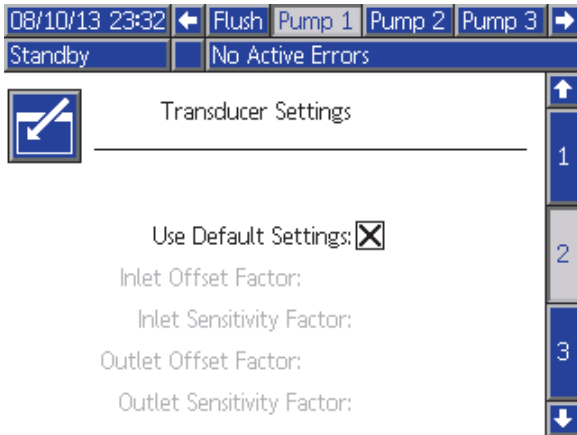 08/10/13 23:32 Flush Pump 1 Pump 2 Pump 3
Standby No Active Errors
Transducer Settings
1
Use Default Settings:
2
Inlet Offset Factor:
Inlet Sensitivity Factor:
3
Outlet Offset Factor:
Outlet Sensitivity Factor: